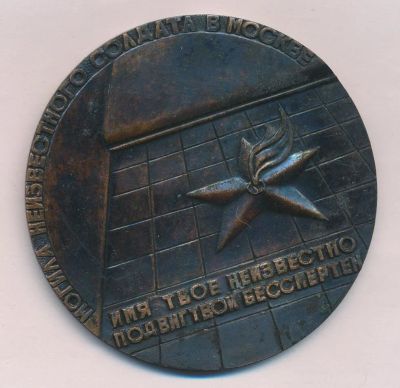 МОГИЛА НЕИЗВЕСТНОГО СОЛДАТА В МОСКВЕ
ИМЯ ТВОЕ НЕИЗВЕСТНО
ПОДВИГ ТВОЙ БЕССМЕРТЕН